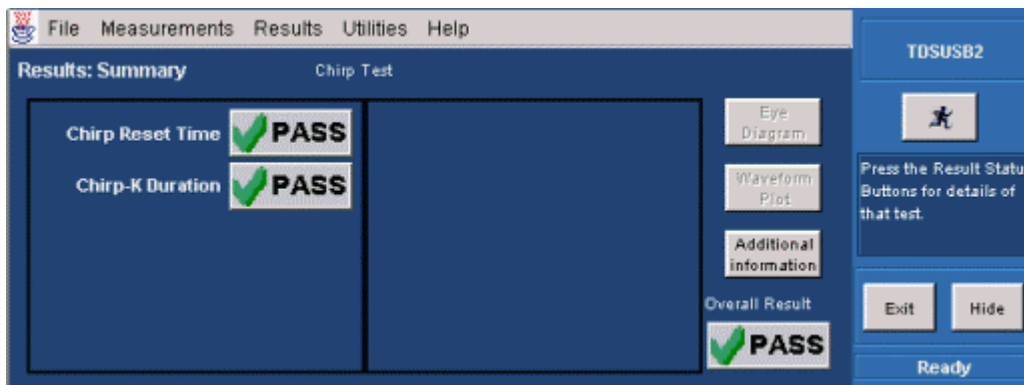 File Measurements Results Utilities Help
Results: Summary
Chirp Test
Chirp Reset Time
PASS
Chirp-K Duration
PASS
Eye
Diagram
Waveform
Plot
Additional
information
Overall Result
PASS
TDSUSB2
Press the Result Statu
Buttons for details of
that test.
Exit
Hide
Ready